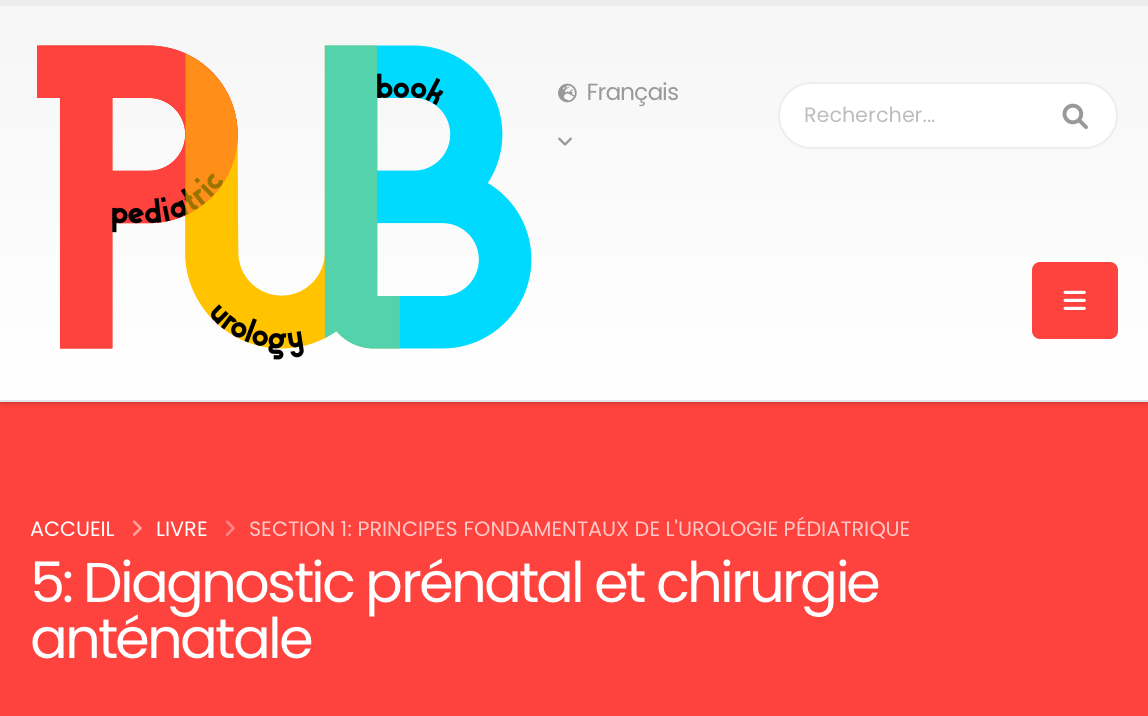 PUB
book
pediatric
urology
Français
Rechercher...
ACCUEIL LIVRE SECTION 1: PRINCIPES FONDAMENTAUX DE L'UROLOGIE PÉDIATRIQUE
5: Diagnostic prénatal et chirurgie
anténatale